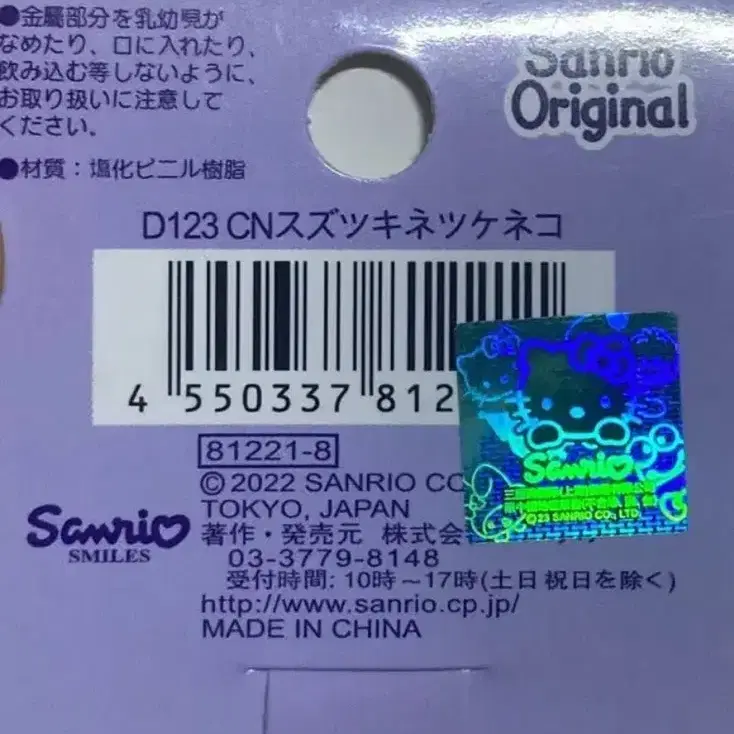 ●金属部分を乳幼児が
なめたり、口に入れたり、
飲み込む等しないように、
お取り扱いに注意して
ください。
●材質：塩化ビニル樹脂
Sanrio
Original
D123 CNスズツキネツケネコ
4 550337 812
81221-8
© 2022 SANRIO CO
TOKYO, JAPAN
著作・発売元 株式会
03-3779-8148
受付時間: 10時～17時(土日祝日を除く)
http://www.sanrio.cp.jp/
MADE IN CHINA
Sanrio
SMILES
Sanrio
SANRIO CO., LTD.